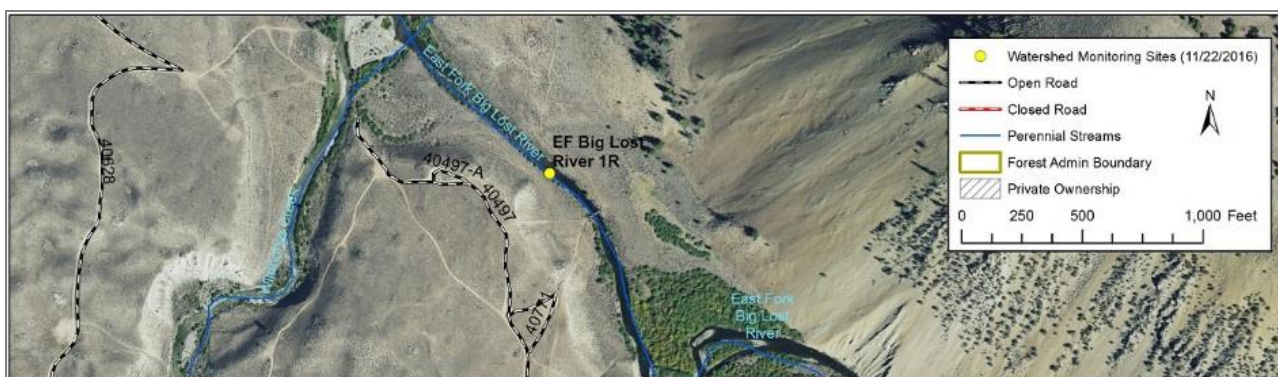 East Fork Big Lost River
EF Big Lost
River 1R
40628
40497-A
40497
4077A
East Fork
Big Lost
River
Watershed Monitoring Sites (11/22/2016)
Open Road
Closed Road
Perennial Streams
Forest Admin Boundary
Private Ownership
N
0 250 500 1,000 Feet